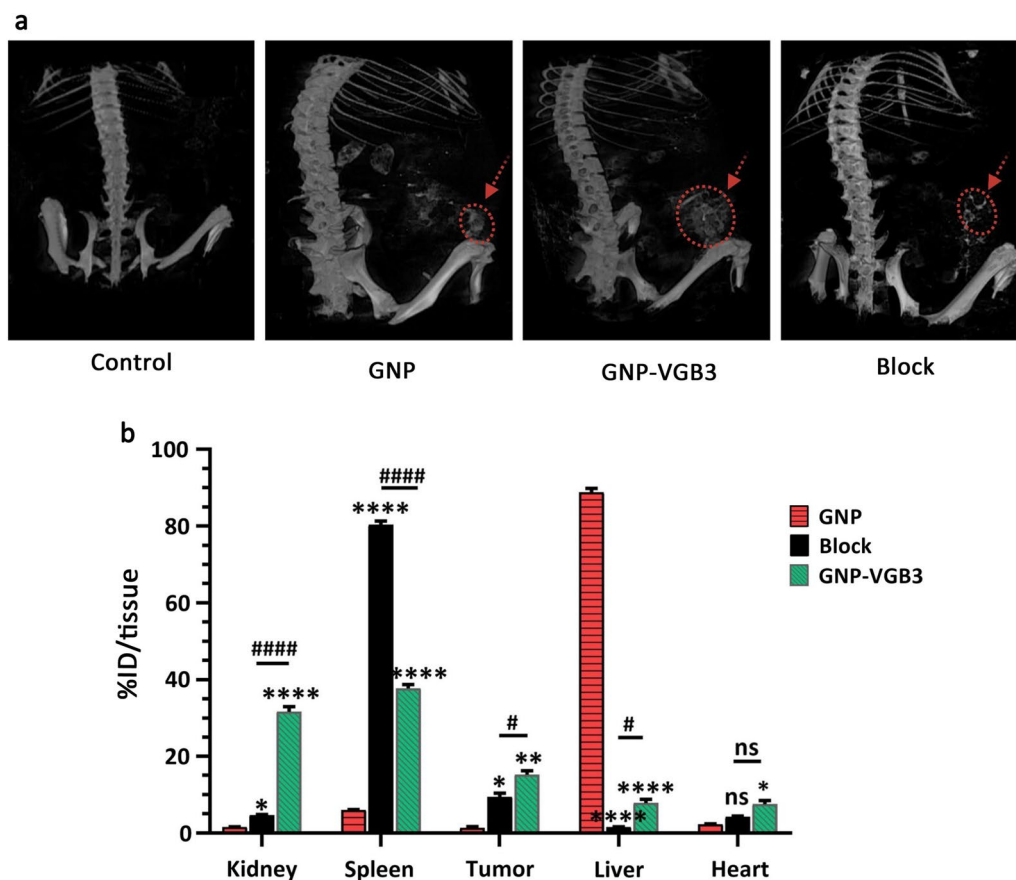 a
Control
GNP
GNP-VGB3
Block
b
%ID/tissue
100
80
60
40
20
0
####
****
*
####
****
****
#
**
*
#
****
****
ns
*
ns
GNP
Block
GNP-VGB3
Kidney
Spleen
Tumor
Liver
Heart